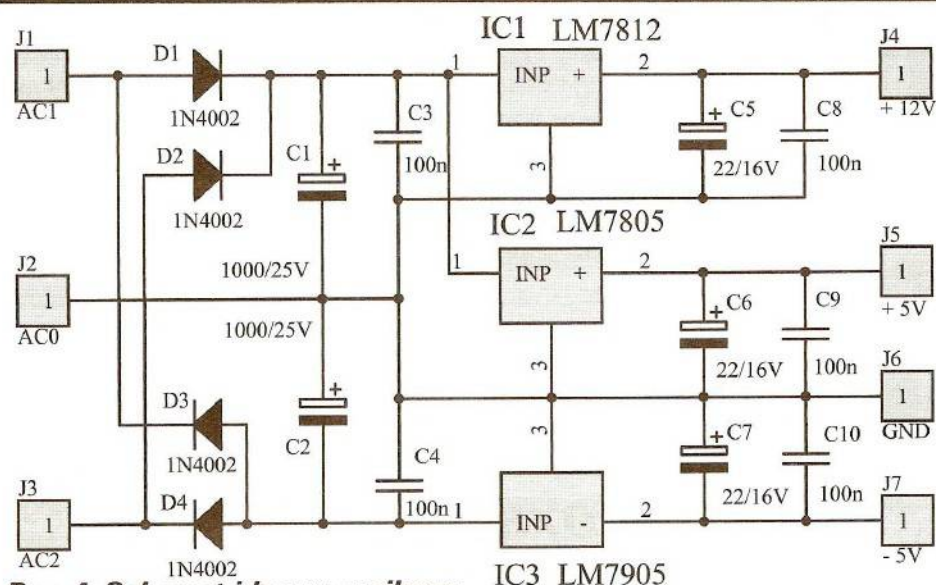 IC1 LM7812
J1
1
AC1
D1
1N4002
D2
1N4002
C1
+
1000/25V
C3
100n
1
INP +
2
3
+
C5
22/16V
C8
100n
J4
1
+ 12V
IC2 LM7805
J2
1
AC0
1000/25V
+
C2
1
INP +
2
3
+
C6
22/16V
C9
100n
J5
1
+ 5V
J6
1
GND
D3
1N4002
D4
1N4002
J3
1
AC2
C4
100n
1
3
INP -
2
+
C7
22/16V
C10
100n
J7
1
- 5V
IC3 LM7905
Schemat ideowy zasilacza